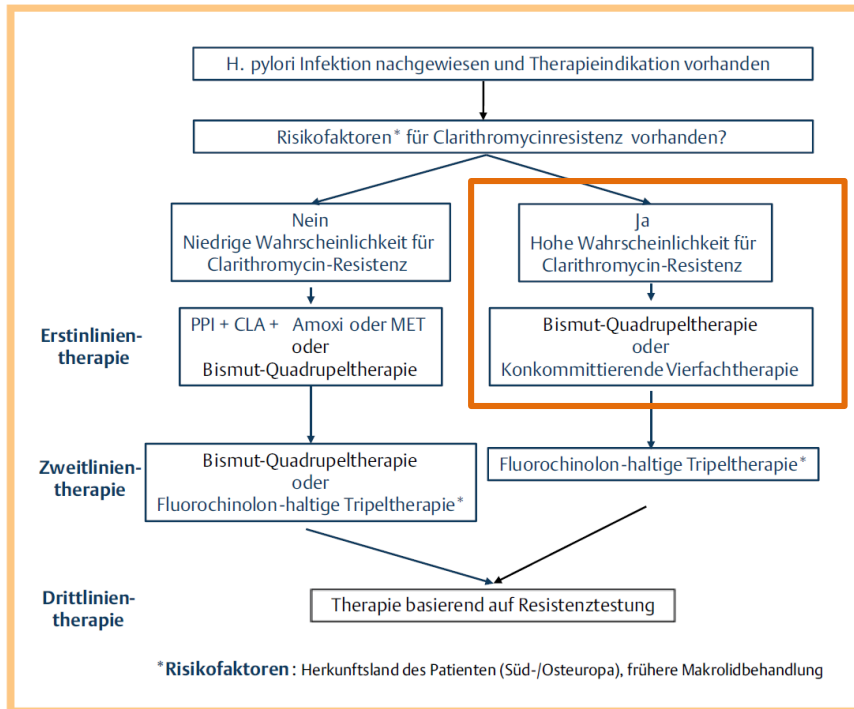 H. pylori Infektion nachgewiesen und Therapieindikation vorhanden
Risikofaktoren* für Clarithromycinresistenz vorhanden?
Nein
Niedrige Wahrscheinlichkeit für
Clarithromycin-Resistenz
Ja
Hohe Wahrscheinlichkeit für
Clarithromycin-Resistenz
Erstlinien-
therapie
PPI + CLA + Amoxi oder MET
oder
Bismut-Quadrupeltherapie
Bismut-Quadrupeltherapie
oder
Konkommittierende Vierfachtherapie
Zweitlinien-
therapie
Bismut-Quadrupeltherapie
oder
Fluorochinolon-haltige Tripeltherapie*
Fluorochinolon-haltige Tripeltherapie*
Drittlinien-
therapie
Therapie basierend auf Resistenztestung
*Risikofaktoren: Herkunftsland des Patienten (Süd-/Osteuropa), frühere Makrolidbehandlung